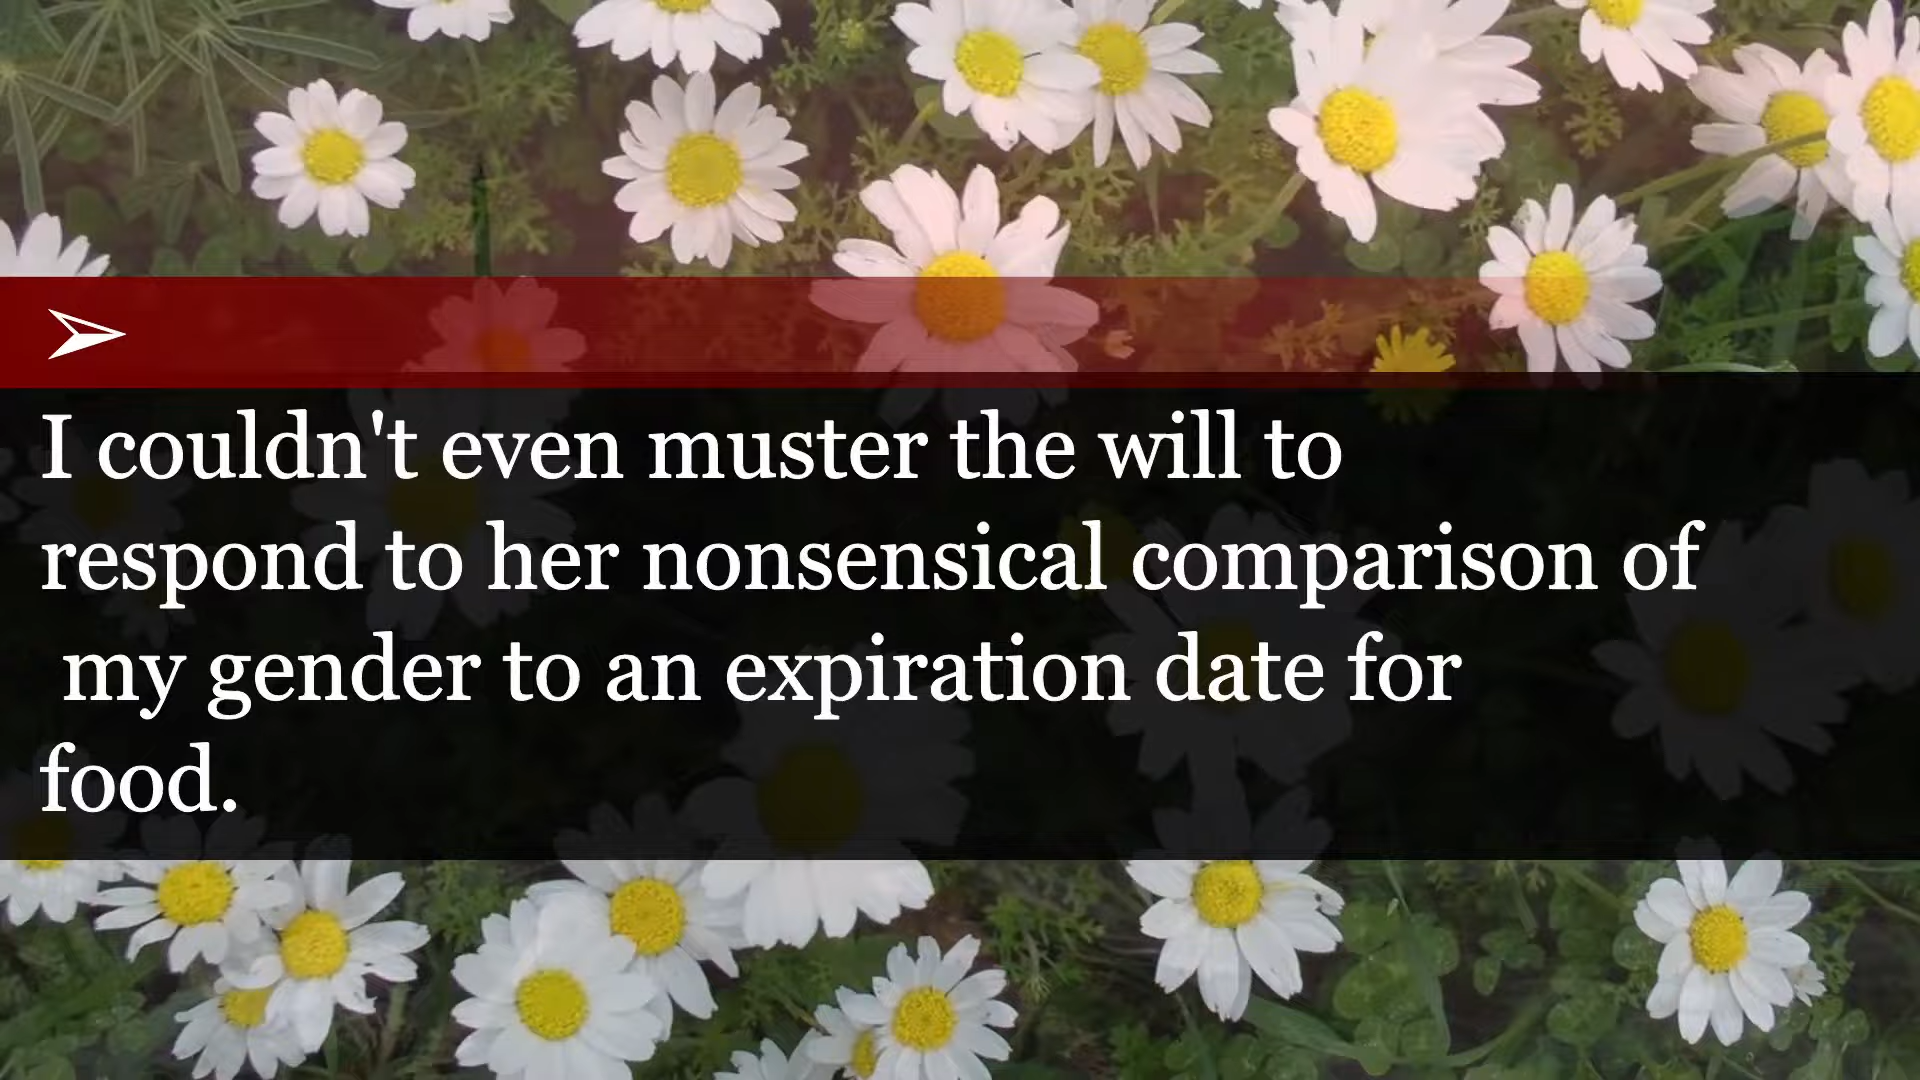 I couldn't even muster the will to
respond to her nonsensical comparison of
my gender to an expiration date for
food.